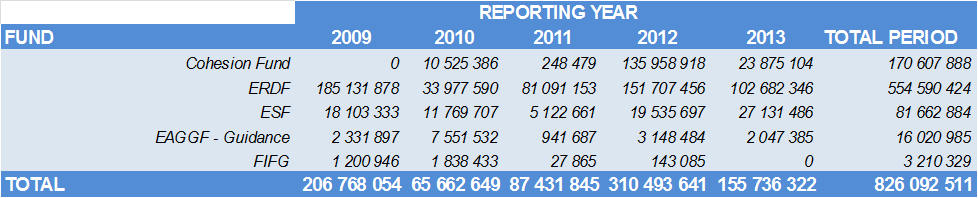 REPORTING YEAR
FUND 2009 2010 2011 2012 2013 TOTAL PERIOD
Cohesion Fund 0 10 525 386 248 479 135 958 918 23 875 104 170 607 888
ERDF 185 131 878 33 977 590 81 091 153 151 707 456 102 682 346 554 590 424
ESF 18 103 333 11 769 707 5 122 661 19 535 697 27 131 486 81 662 884
EAGGF - Guidance 2 331 897 7 551 532 941 687 3 148 484 2 047 385 16 020 985
FIFG 1 200 946 1 838 433 27 865 143 085 0 3 210 329
TOTAL 206 768 054 65 662 649 87 431 845 310 493 641 155 736 322 826 092 511